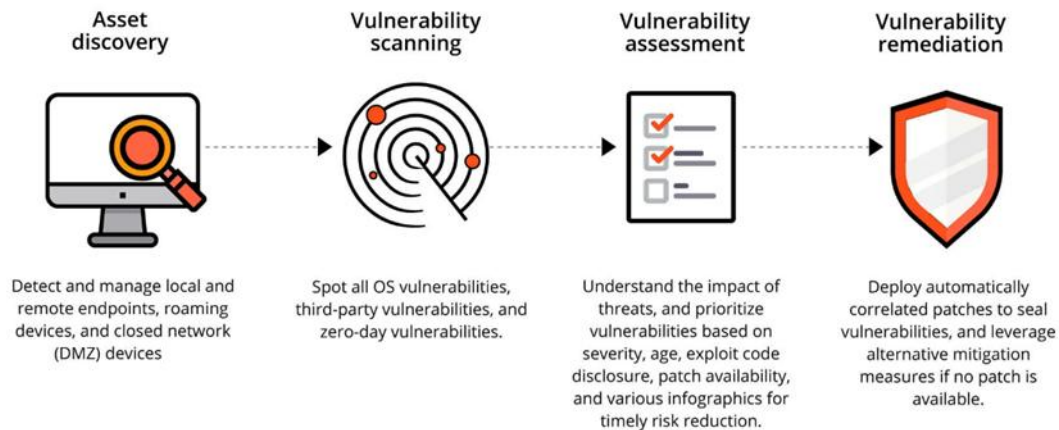 Asset
discovery
Vulnerability
scanning
Vulnerability
assessment
Vulnerability
remediation
Detect and manage local and
remote endpoints, roaming
devices, and closed network
(DMZ) devices
Spot all OS vulnerabilities,
third-party vulnerabilities, and
zero-day vulnerabilities.
Understand the impact of
threats, and prioritize
vulnerabilities based on
severity, age, exploit code
disclosure, patch availability,
and various infographics for
timely risk reduction.
Deploy automatically
correlated patches to seal
vulnerabilities, and leverage
alternative mitigation
measures if no patch is
available.